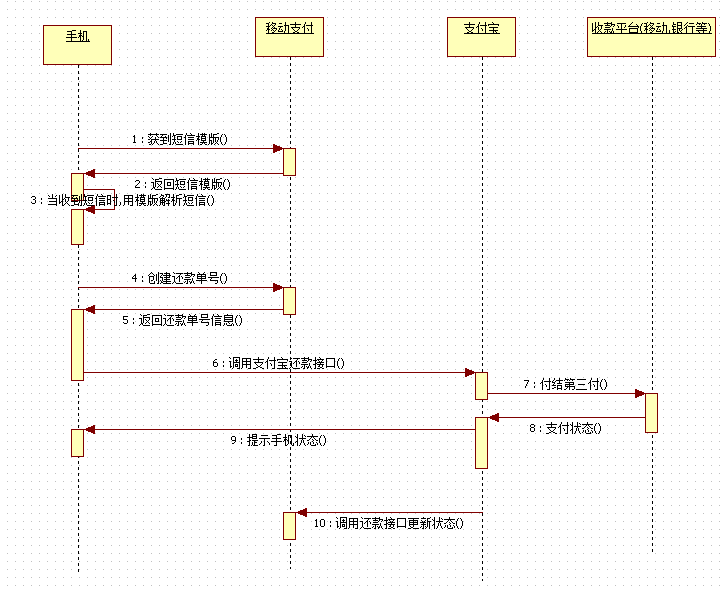 手机
移动支付
支付宝
收款平台(移动,银行等)
1 : 获到短信模版()
2 : 返回短信模版()
3 : 当收到短信时,用模版解析短信()
4 : 创建还款单号()
5 : 返回还款单号信息()
6 : 调用支付宝还款接口()
7 : 付结第三付()
8 : 支付状态()
9 : 提示手机状态()
10 : 调用还款接口更新状态()